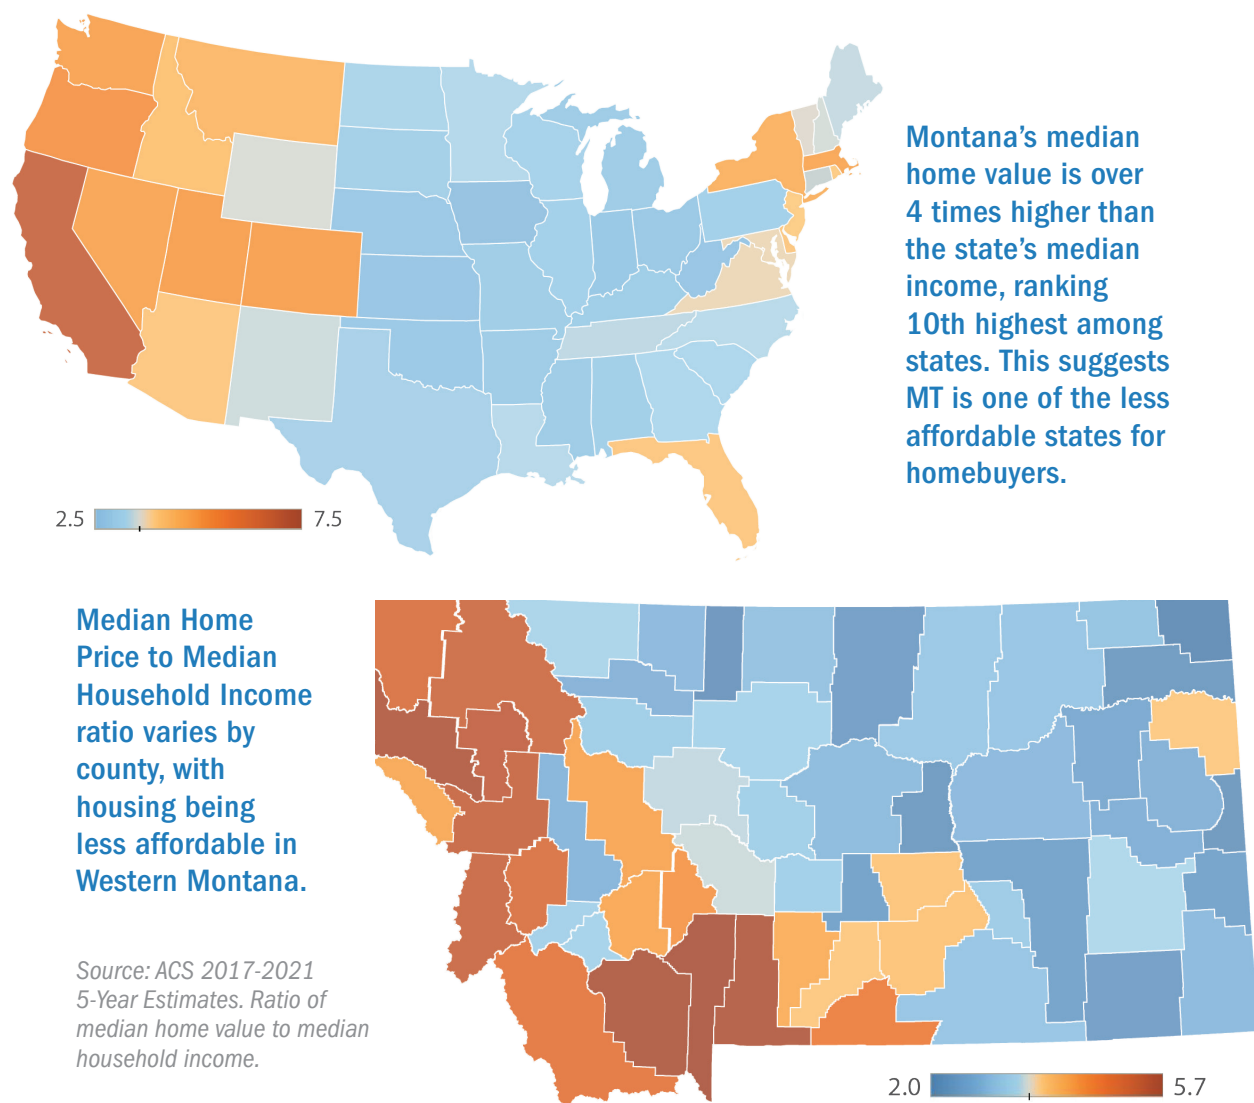 Montana’s median
home value is over
4 times higher than
the state’s median
income, ranking
10th highest among
states. This suggests
MT is one of the less
affordable states for
homebuyers.
2.5
7.5
Median Home
Price to Median
Household Income
ratio varies by
county, with
housing being
less affordable in
Western Montana.
Source: ACS 2017-2021
5-Year Estimates. Ratio of
median home value to median
household income.
2.0
5.7